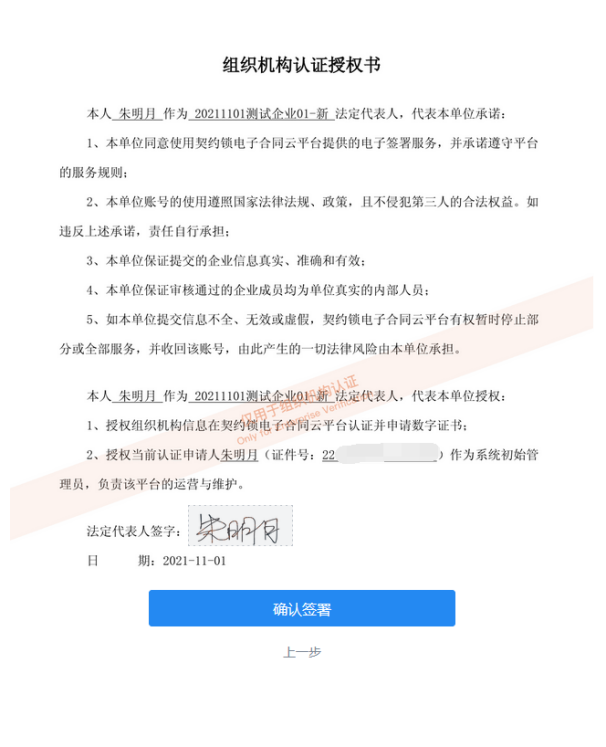 组织机构认证授权书
本人 朱明月 作为 20211101测试企业01-新 法定代表人，代表本单位承诺：
1、本单位同意使用契约锁电子合同云平台提供的电子签署服务，并承诺遵守平台
的服务规则；
2、本单位账号的使用遵照国家法律法规、政策，且不侵犯第三人的合法权益。如
违反上述承诺，责任自行承担；
3、本单位保证提交的企业信息真实、准确和有效；
4、本单位保证审核通过的企业成员均为单位真实的内部人员；
5、如本单位提交信息不全、无效或虚假，契约锁电子合同云平台有权暂时停止部
分或全部服务，并收回该账号，由此产生的一切法律风险由本单位承担。
本人 朱明月 作为 20211101测试企业01-新 法定代表人，代表本单位授权：
仅用于组织机构认证
Only for Enterprise Verification
1、授权组织机构信息在契约锁电子合同云平台认证并申请数字证书；
2、授权当前认证申请人朱明月（证件号：22）作为系统初始管
理员，负责该平台的运营与维护。
法定代表人签字：朱明月
日 期：2021-11-01
确认签署
上一步